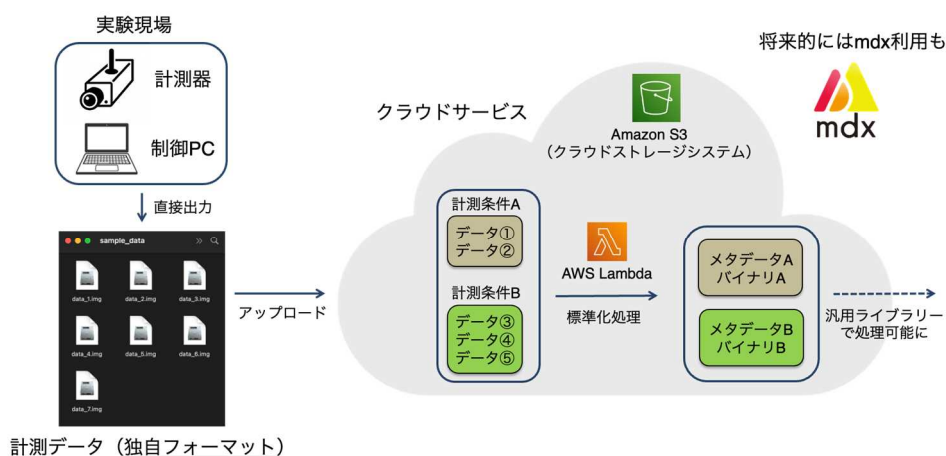 実験現場
計測器
制御PC
直接出力
sample_data
data_1.img
data_2.img
data_3.img
data_4.img
data_5.img
data_6.img
data_7.img
計測データ（独自フォーマット）
アップロード
クラウドサービス
Amazon S3
（クラウドストレージシステム）
計測条件A
データ①
データ②
計測条件B
データ③
データ④
データ⑤
AWS Lambda
標準化処理
メタデータA
バイナリA
メタデータB
バイナリB
将来的にはmdx利用も
mdx
汎用ライブラリー
で処理可能に